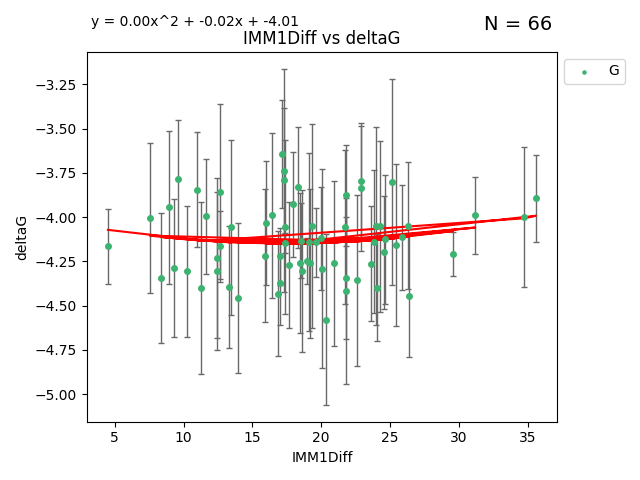 y = 0.00x^2 + -0.02x + -4.01
N = 66
IMM1Diff vs deltaG
G
deltaG
−3.25
−3.50
−3.75
−4.00
−4.25
−4.50
−4.75
−5.00
5 10 15 20 25 30 35
IMM1Diff